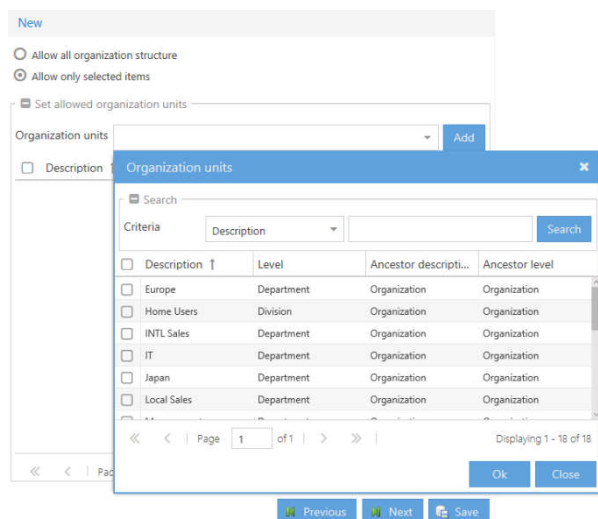 New
Allow all organization structure
Allow only selected items
Set allowed organization units
Organization units Add
Description
Organization units
Search
Criteria Description Search
Description Level Ancestor descripti... Ancestor level
Europe Department Organization Organization
Home Users Division Organization Organization
INTL Sales Department Organization Organization
IT Department Organization Organization
Japan Department Organization Organization
Local Sales Department Organization Organization
Page 1 of 1 Displaying 1 - 18 of 18
Ok Close
Previous Next Save